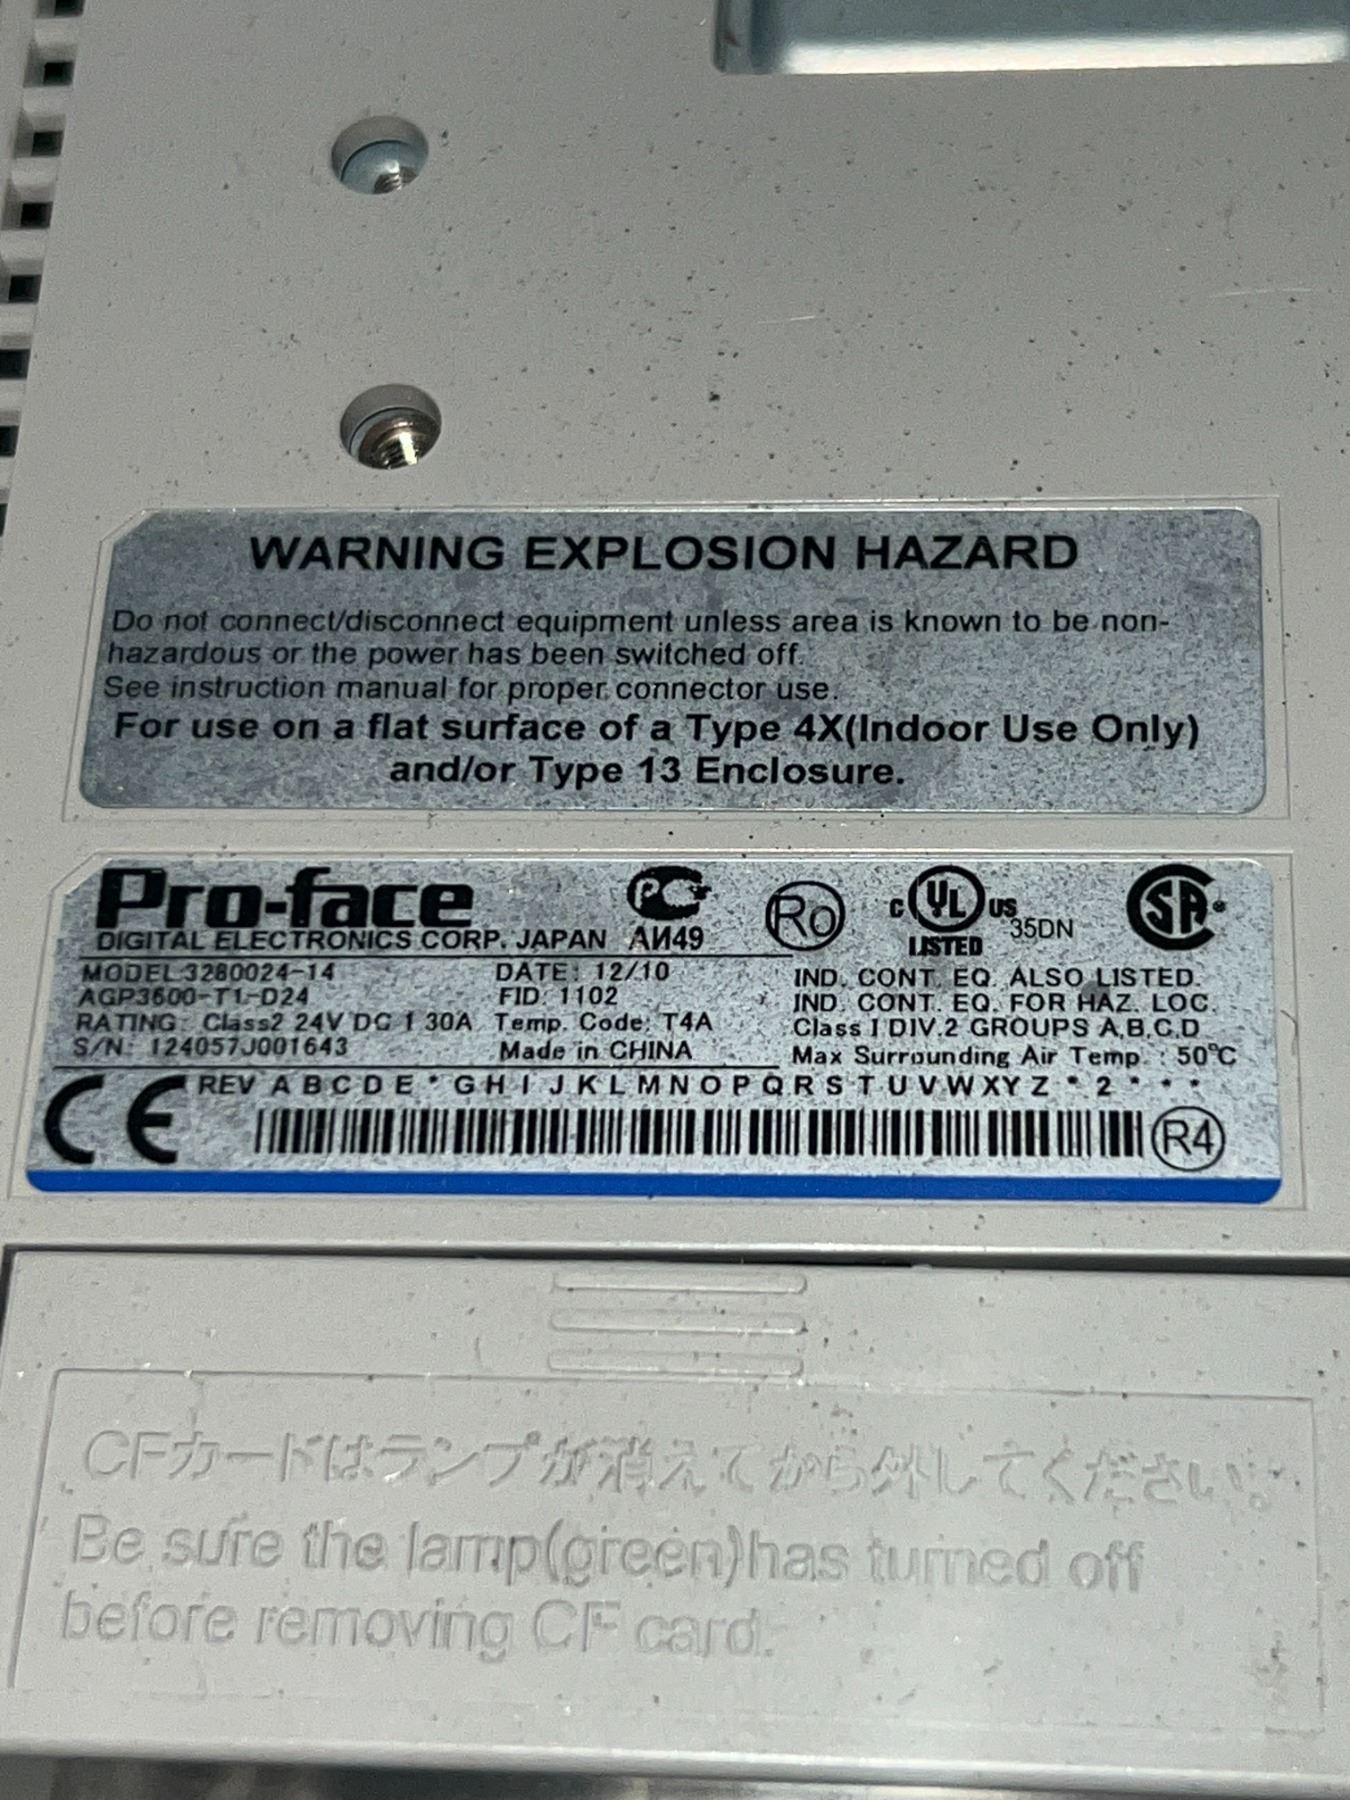 WARNING EXPLOSION HAZARD
Do not connect/disconnect equipment unless area is known to be non-
hazardous or the power has been switched off.
See instruction manual for proper connector use.
For use on a flat surface of a Type 4X(Indoor Use Only)
and/or Type 13 Enclosure.
Pro-face
DIGITAL ELECTRONICS CORP. JAPAN
PC
АИ49
Ro
C UL US
LISTED
35DN
SA
MODEL 3280024-14
AGP3600-T1-D24
RATING: Class2 24V DC 1.30A
S/N: 124057J001643
DATE: 12/10
FID: 1102
Temp. Code: T4A
Made in CHINA
IND. CONT. EQ. ALSO LISTED.
IND. CONT. EQ. FOR HAZ. LOC.
Class I DIV.2 GROUPS A,B,C,D
Max Surrounding Air Temp. : 50°C
CE
REV A B C D E * G H I J K L M N O P Q R S T U V W X Y Z * 2 * * *
R4
CFカードはランプが消えてから外してください。
Be sure the lamp(green)has turned off
before removing CF card.